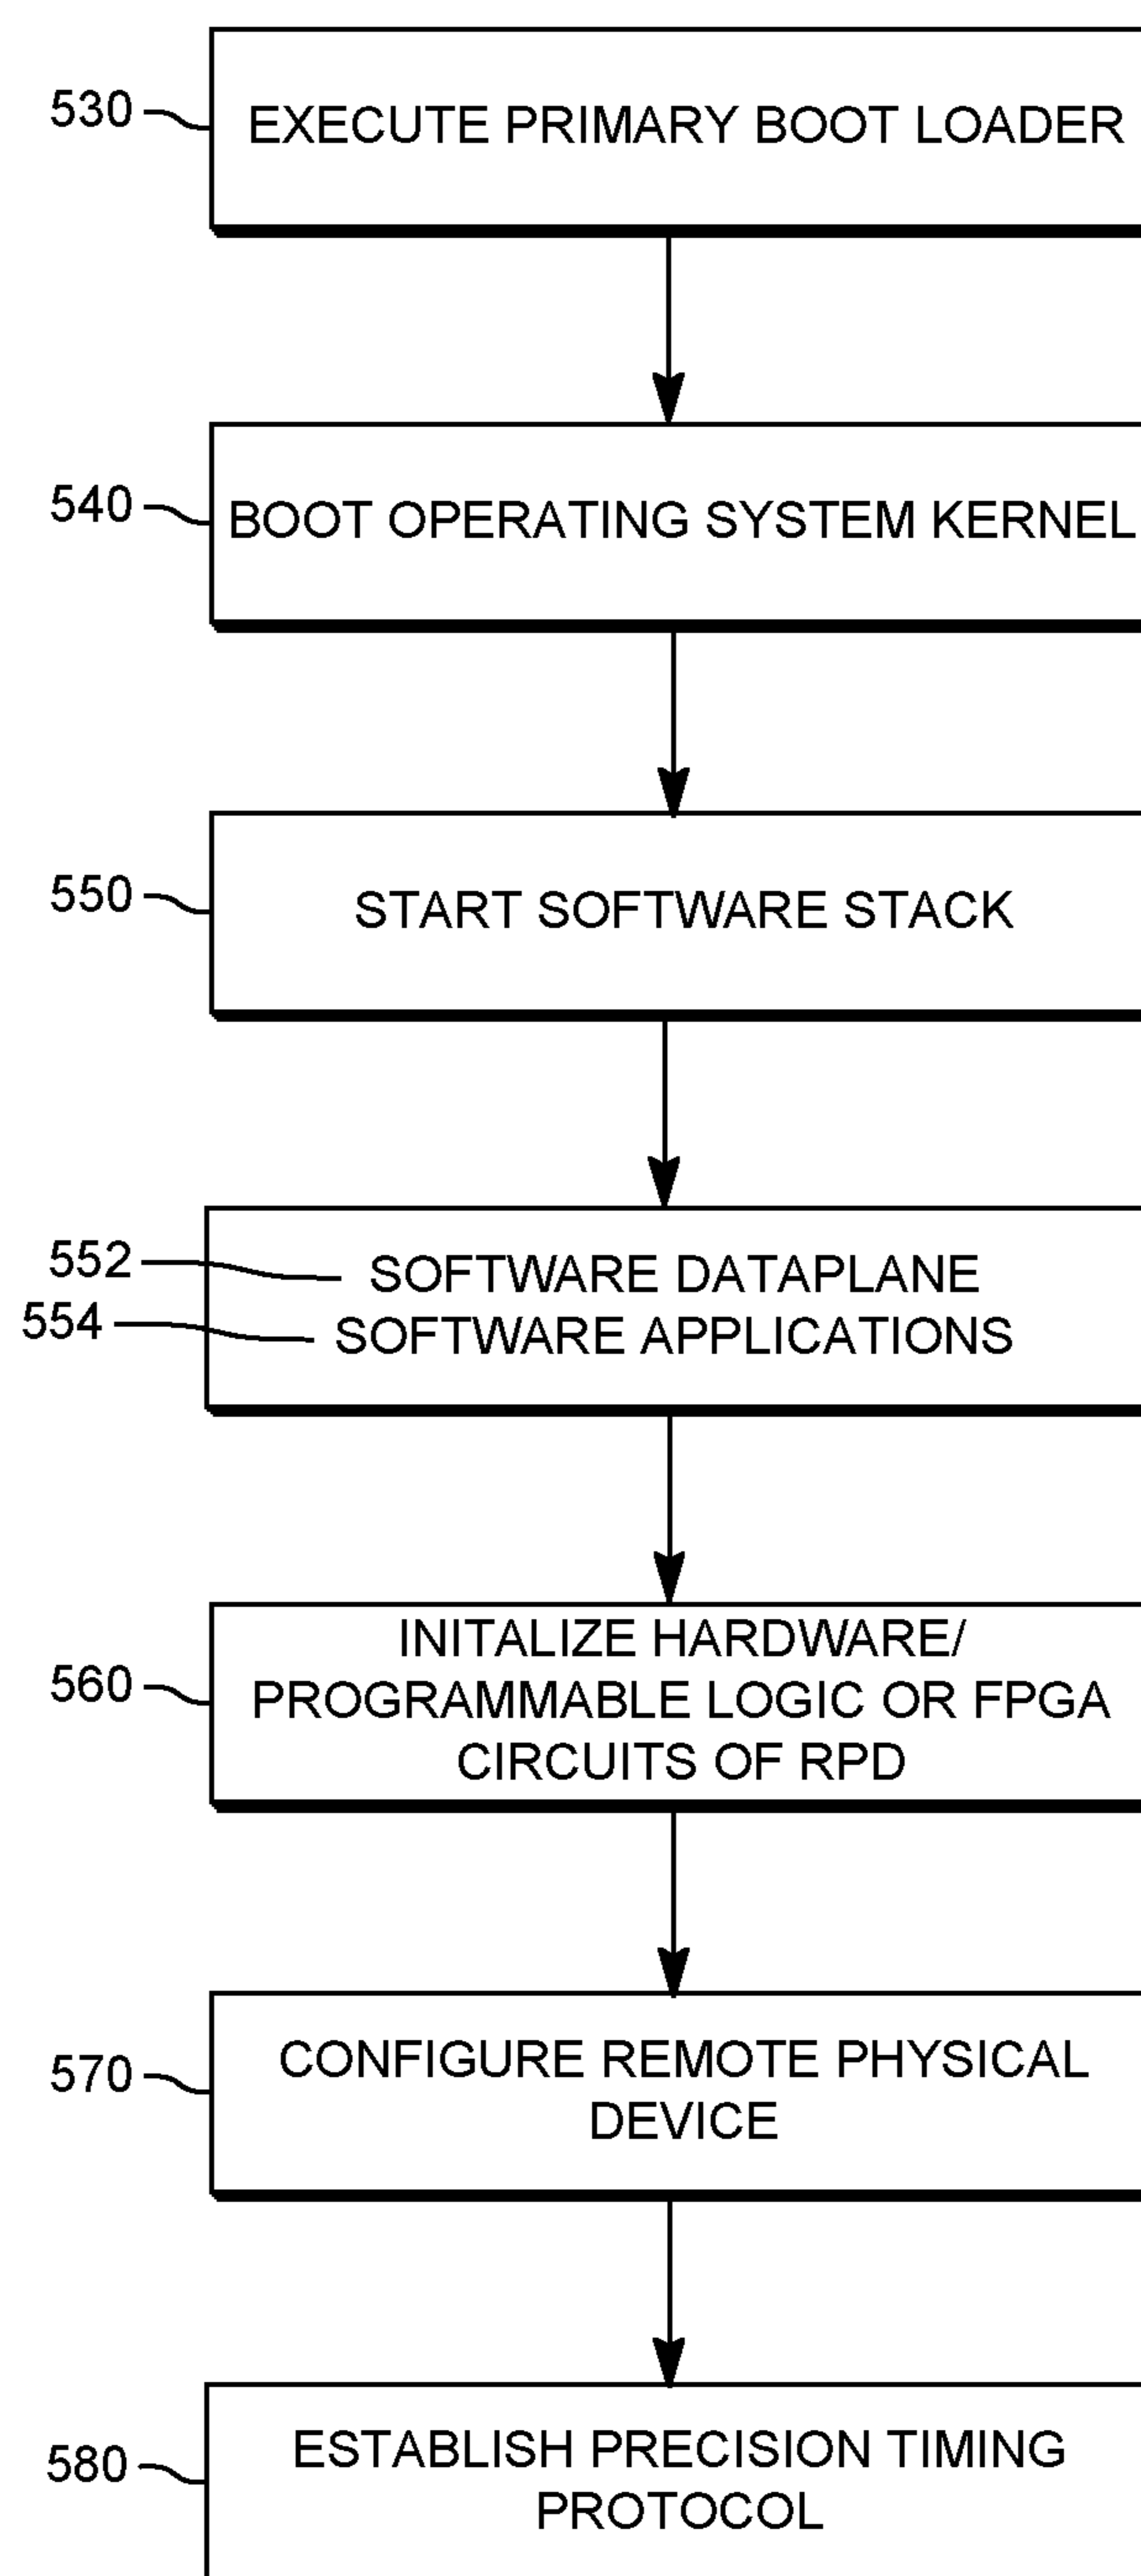 530
EXECUTE PRIMARY BOOT LOADER
540
BOOT OPERATING SYSTEM KERNEL
550
START SOFTWARE STACK
552
SOFTWARE DATAPLANE
554
SOFTWARE APPLICATIONS
560
INITALIZE HARDWARE/
PROGRAMMABLE LOGIC OR FPGA
CIRCUITS OF RPD
570
CONFIGURE REMOTE PHYSICAL
DEVICE
580
ESTABLISH PRECISION TIMING
PROTOCOL